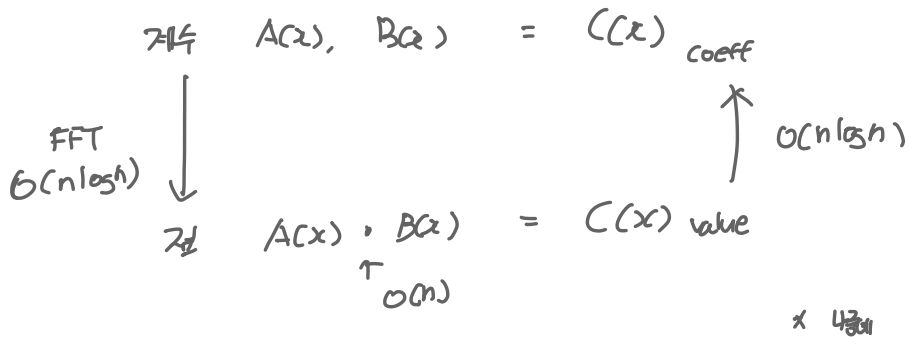 계수 A(x), B(x) = C(x) coeff
FFT
O(nlogn)
O(nlogn)
점 A(x) • B(x) = C(x) value
↑
O(n)
* 나중에